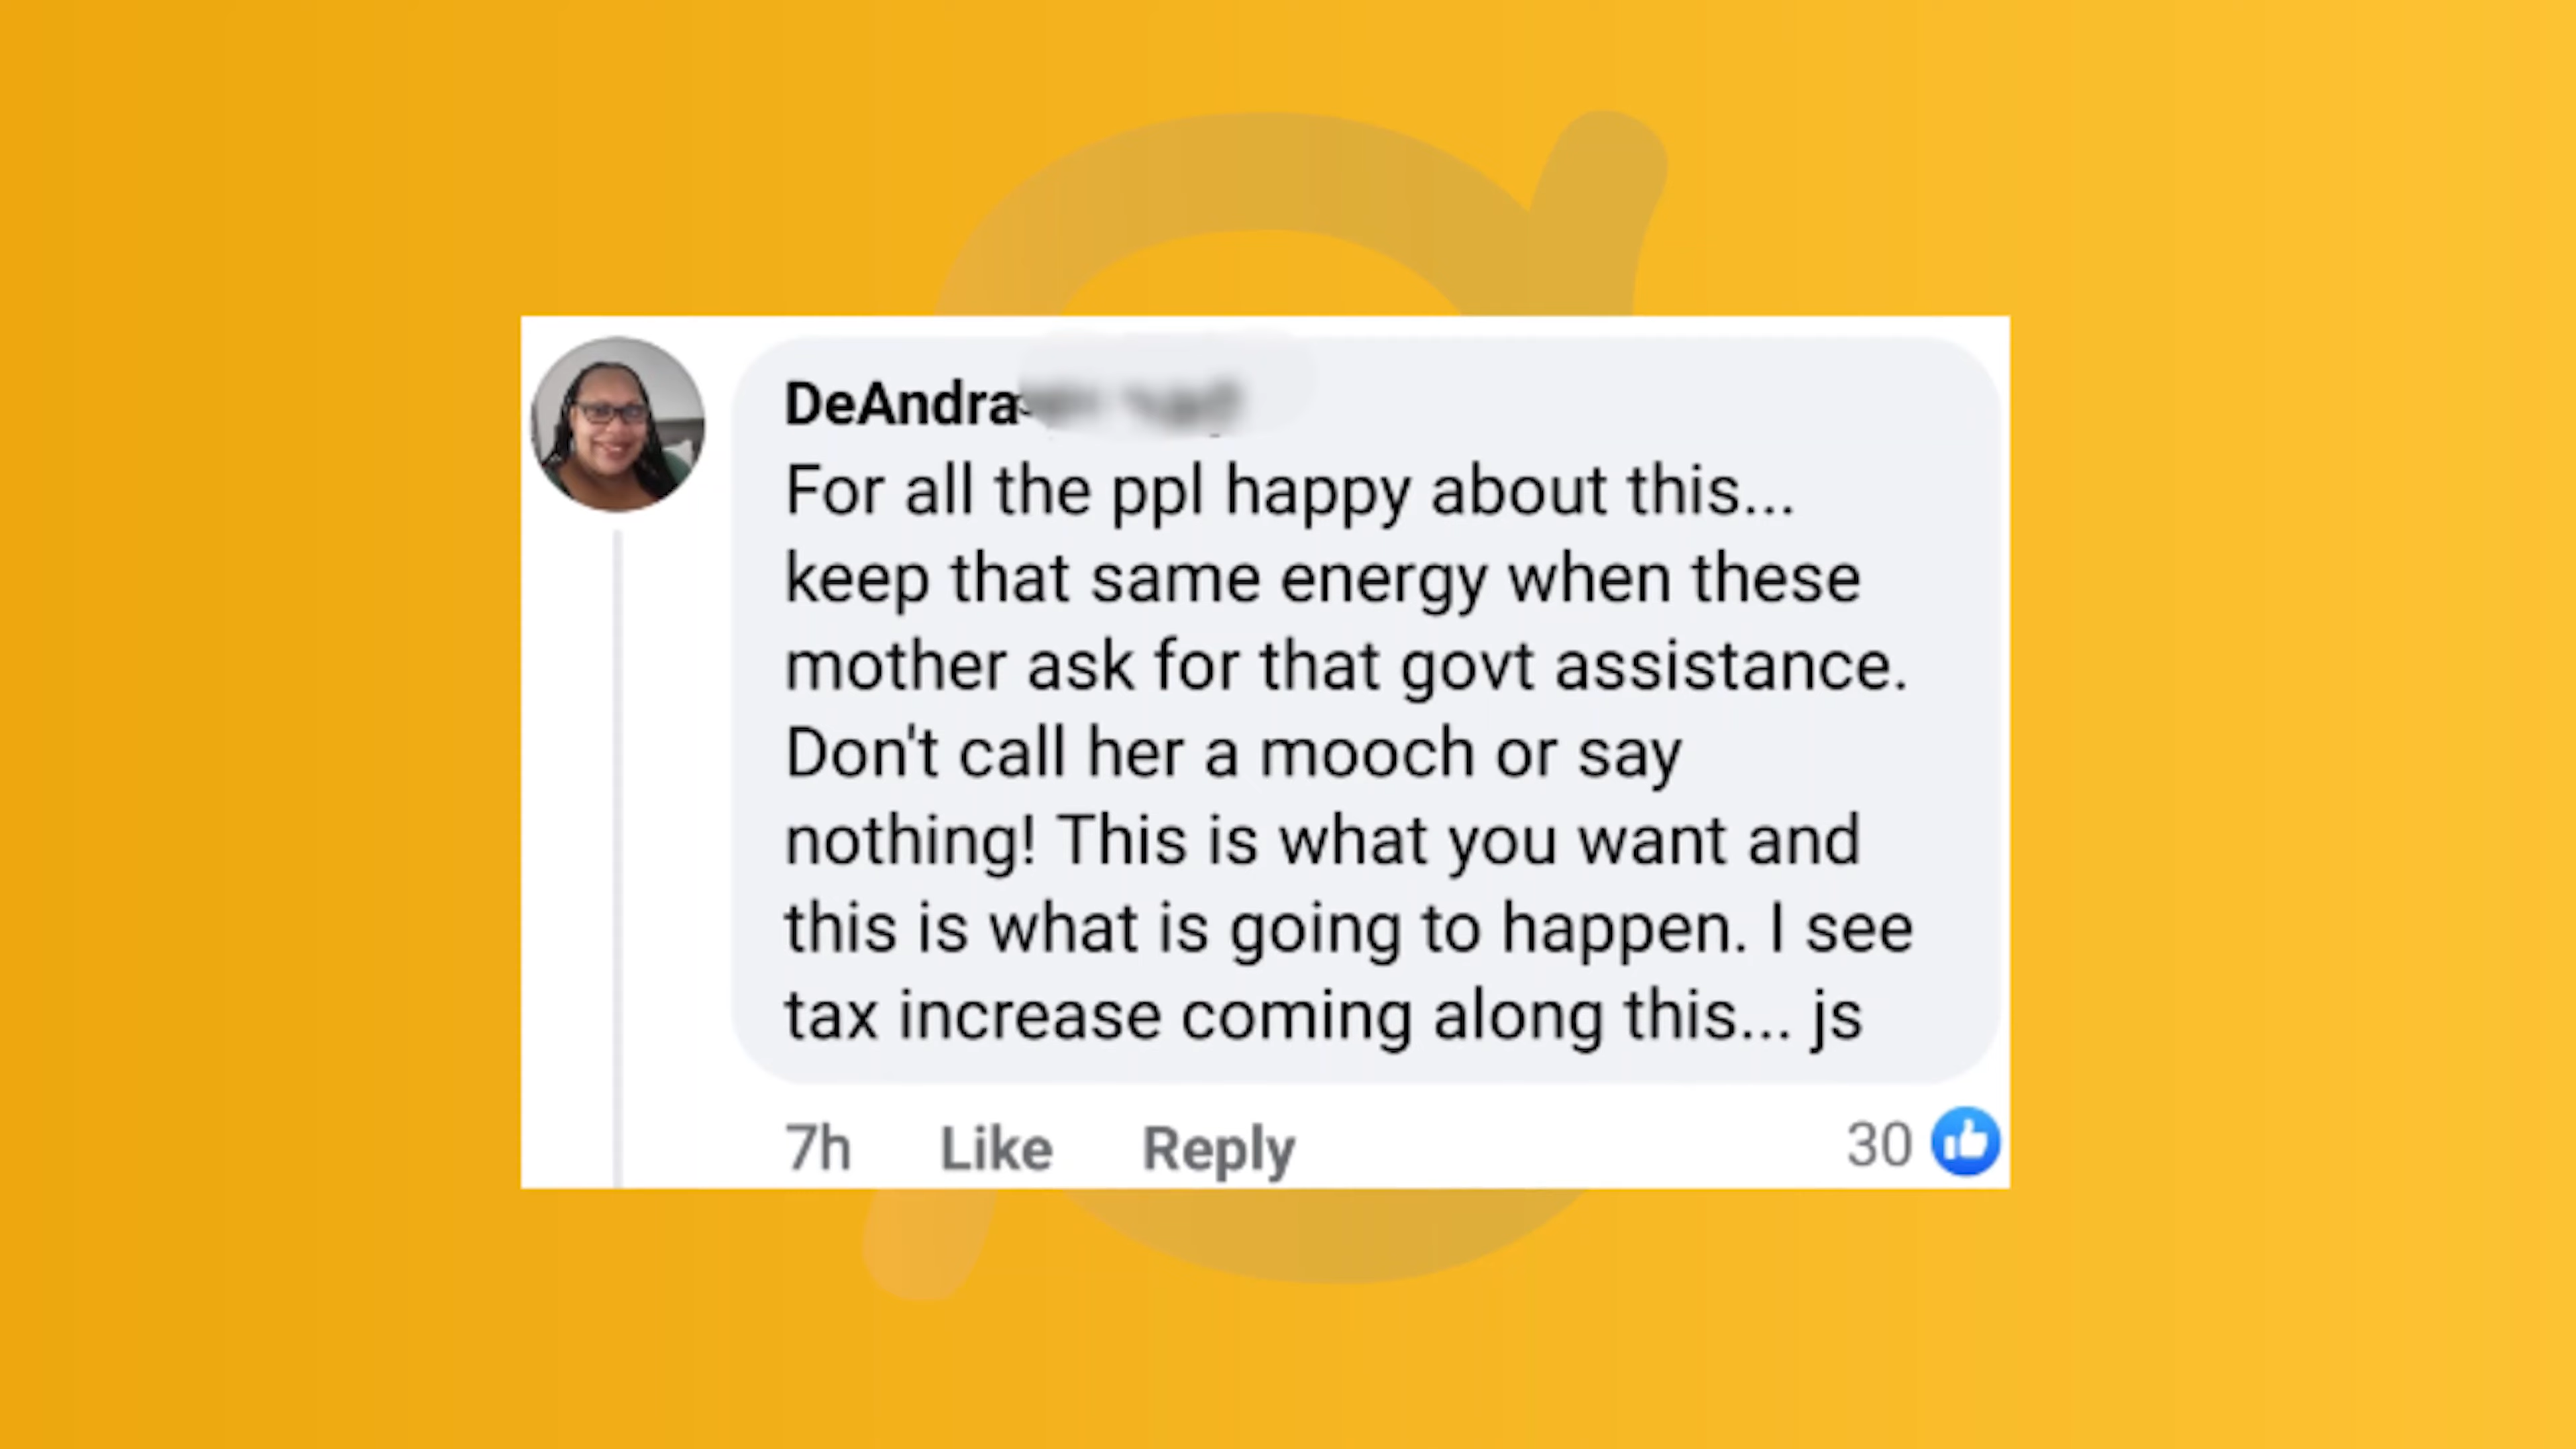 DeAndra
For all the ppl happy about this...
keep that same energy when these
mother ask for that govt assistance.
Don't call her a mooch or say
nothing! This is what you want and
this is what is going to happen. I see
tax increase coming along this... js
7h Like Reply 30